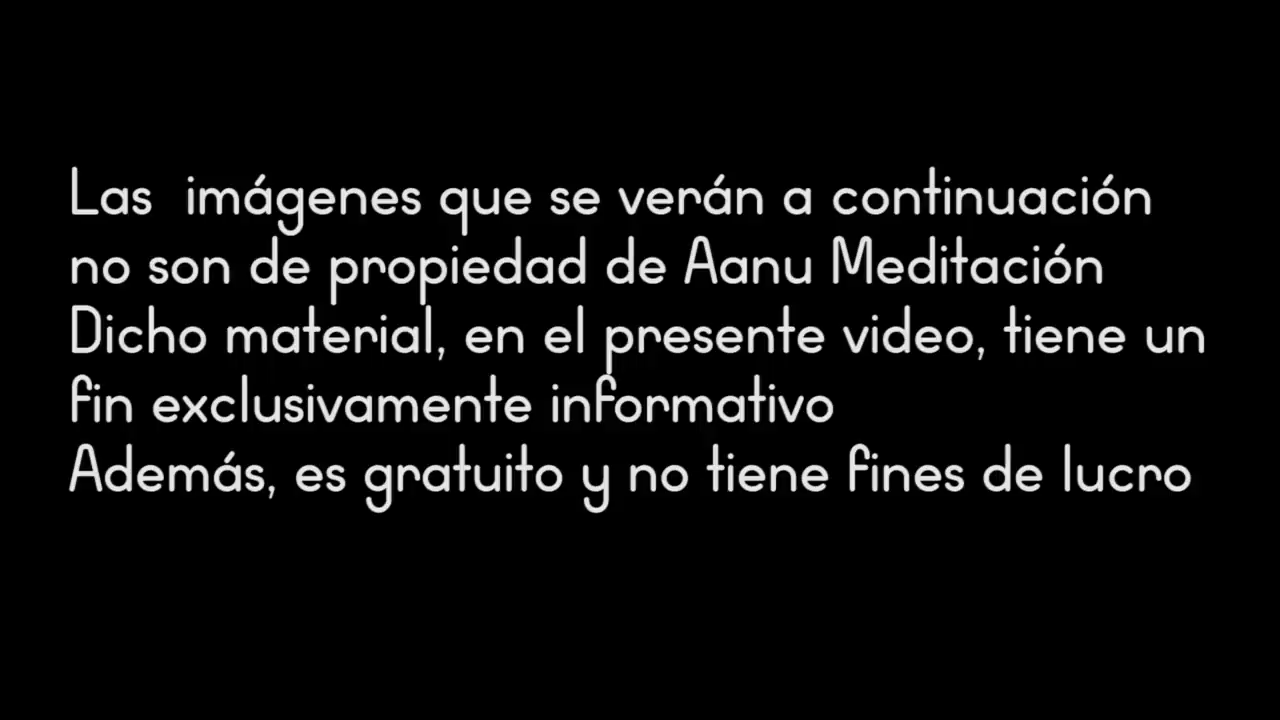 Las imágenes que se verán a continuación
no son de propiedad de Aanu Meditación
Dicho material, en el presente video, tiene un
fin exclusivamente informativo
Además, es gratuito y no tiene fines de lucro